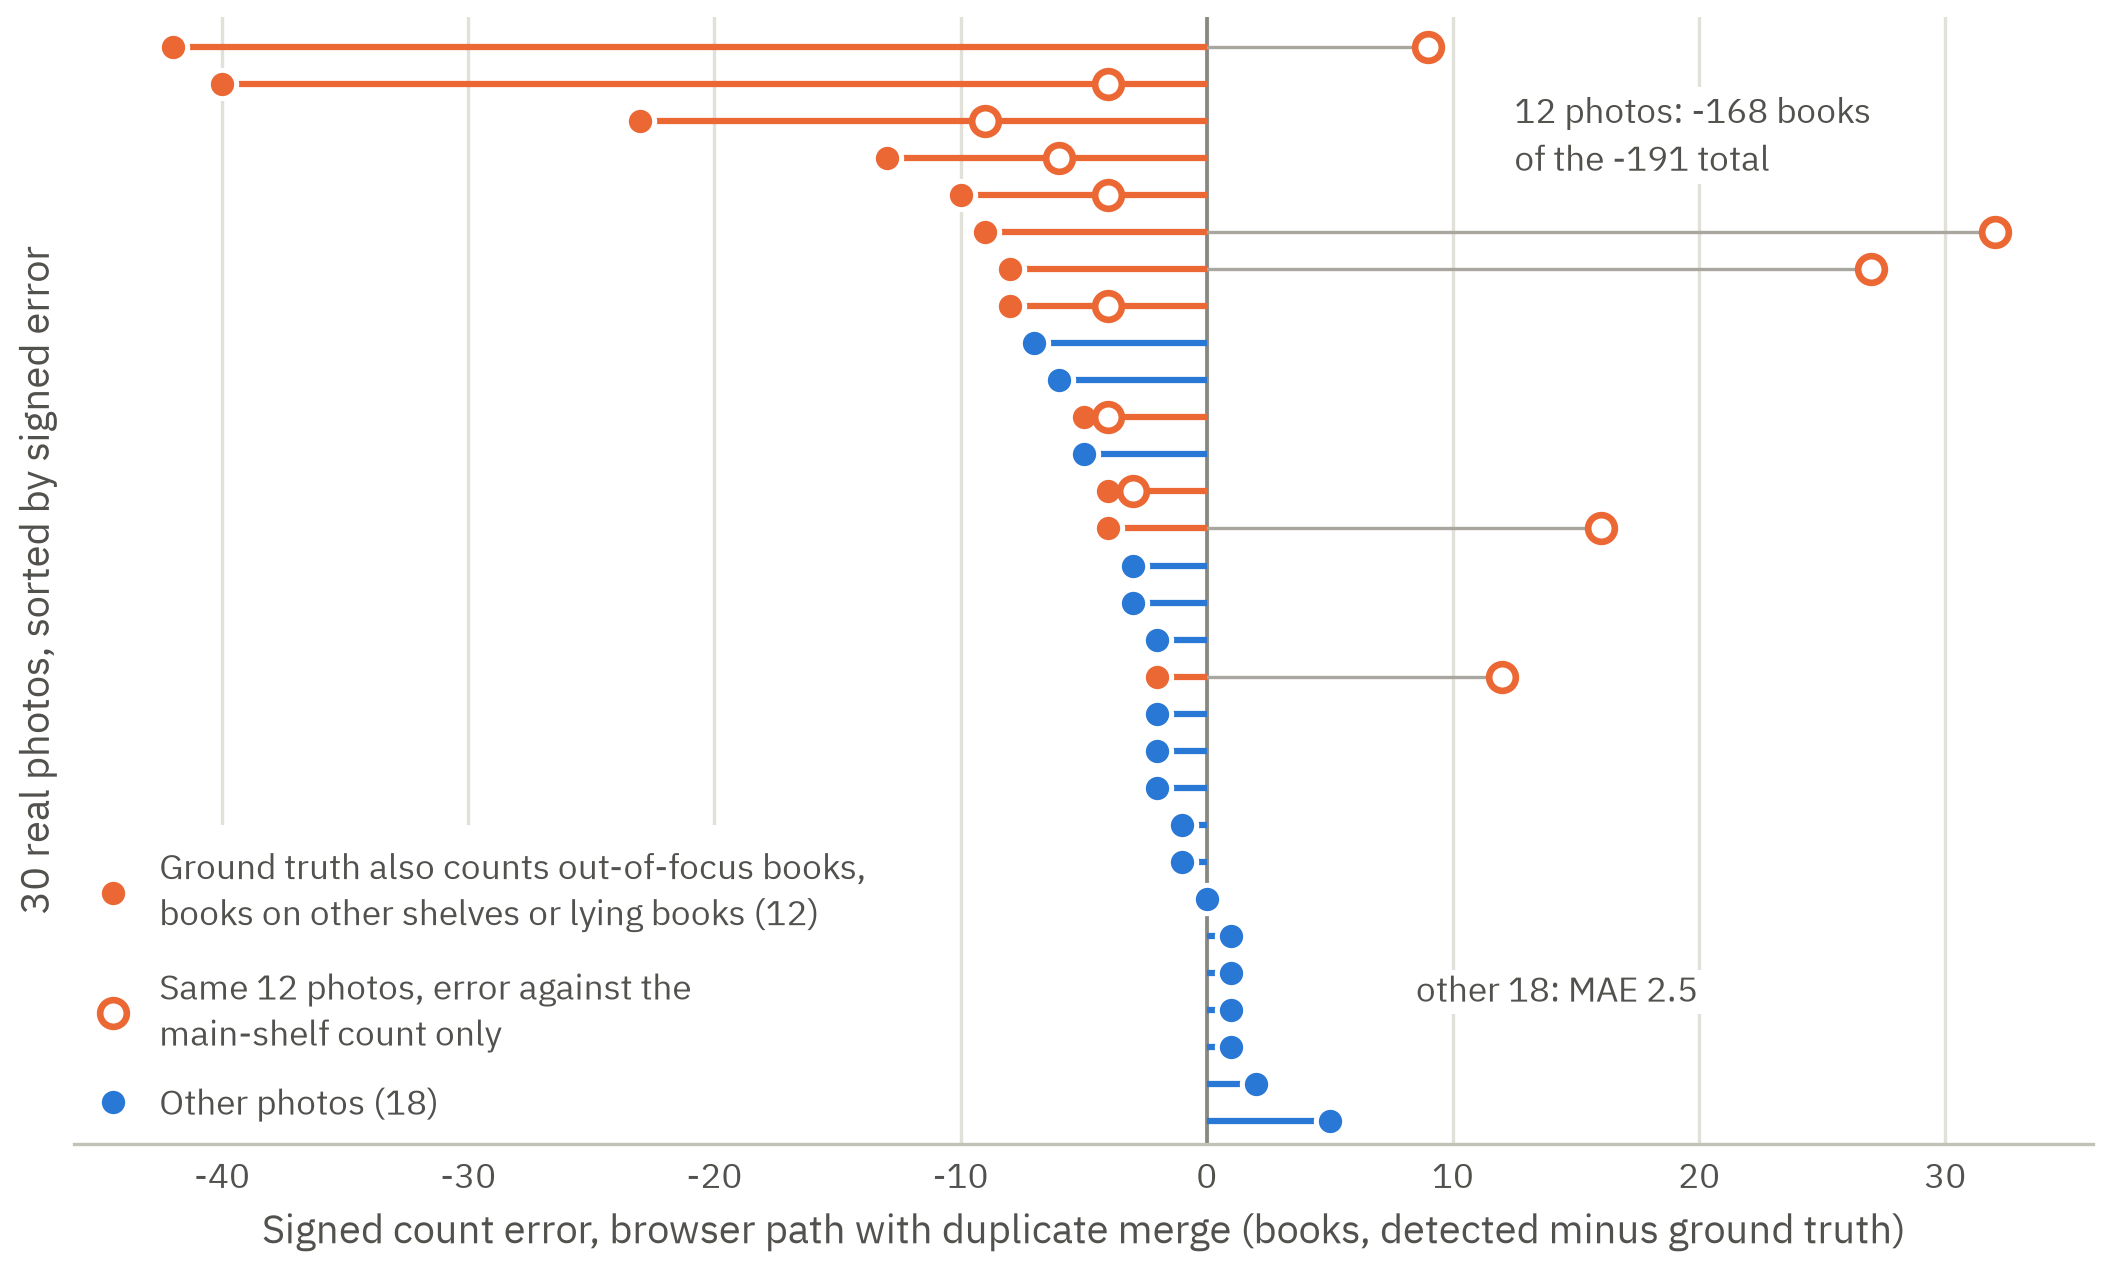 12 photos: -168 books
of the -191 total
30 real photos, sorted by signed error
Ground truth also counts out-of-focus books,
books on other shelves or lying books (12)
Same 12 photos, error against the
main-shelf count only
Other photos (18)
other 18: MAE 2.5
-40 -30 -20 -10 0 10 20 30
Signed count error, browser path with duplicate merge (books, detected minus ground truth)